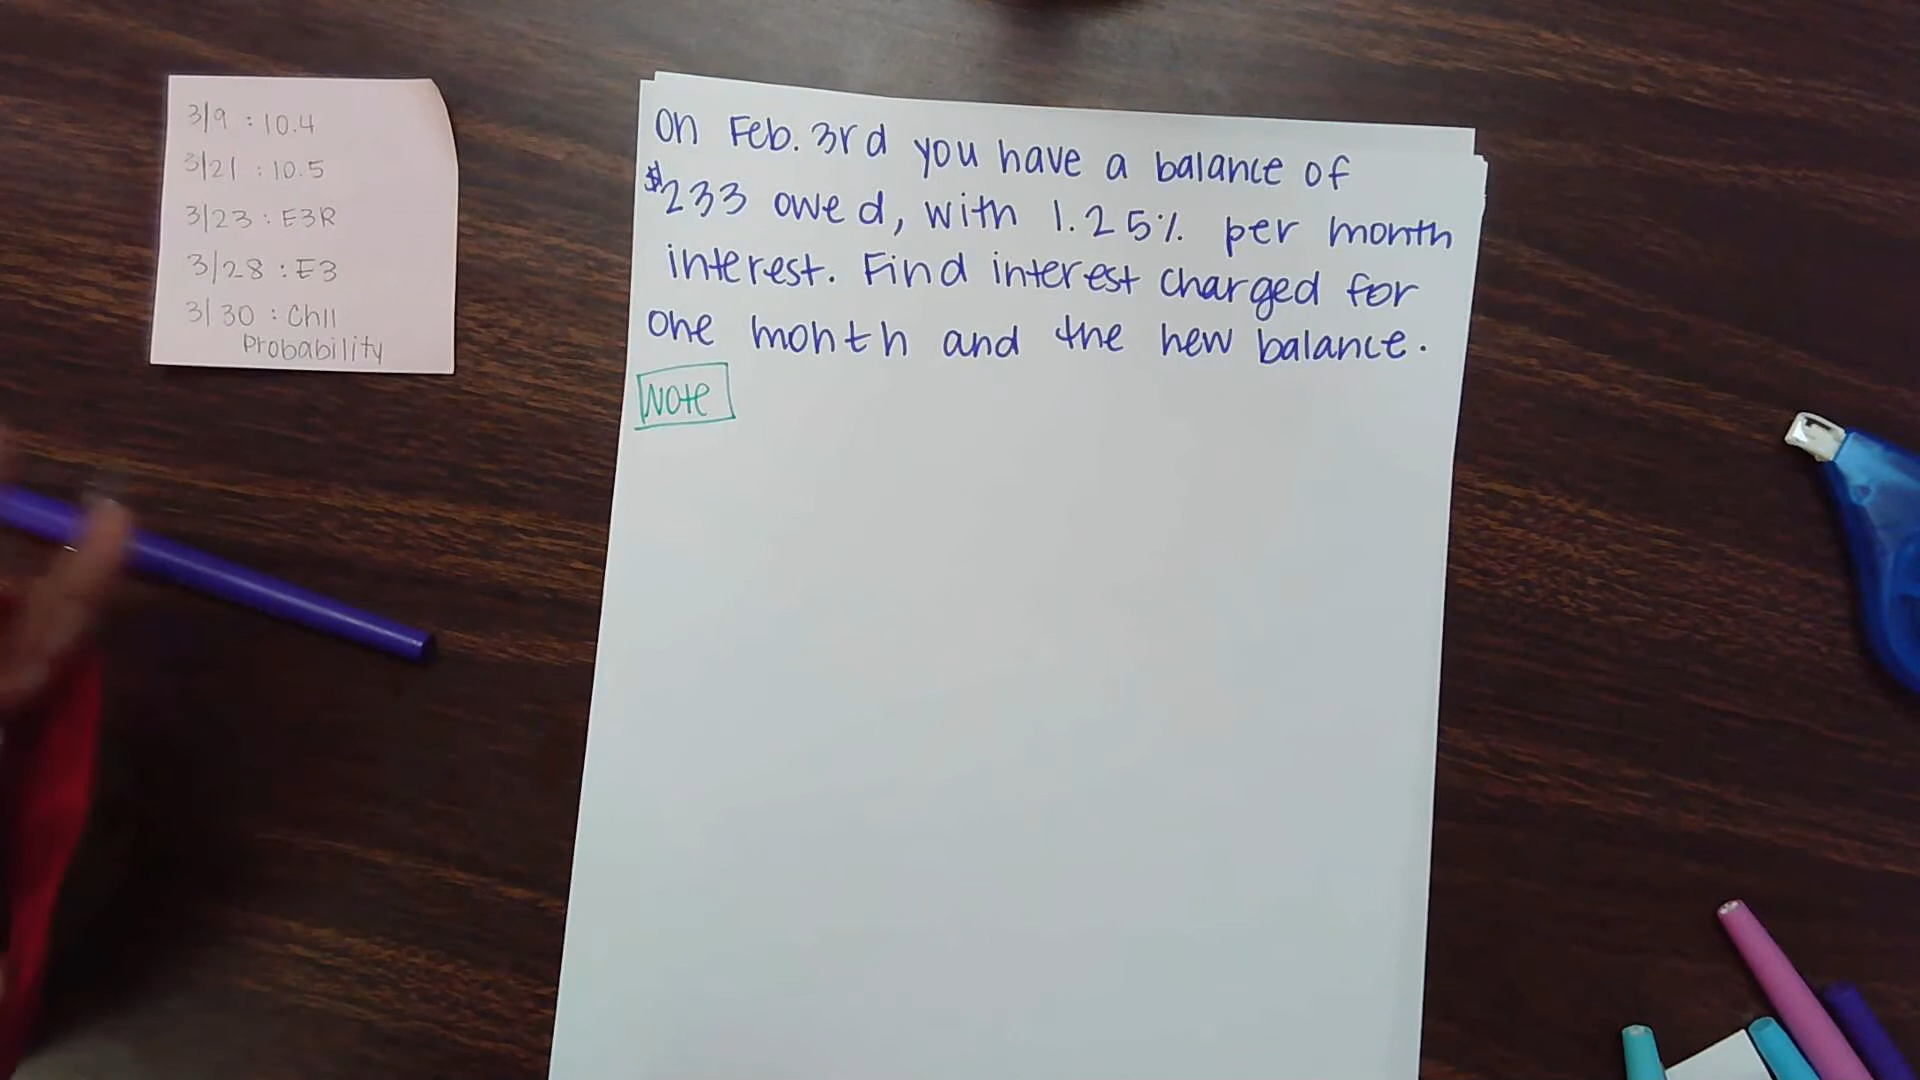 3/9 : 10.4
3/21 : 10.5
3/23 : E3R
3/28 : E3
3/30 : Ch11
Probability
On Feb. 3rd you have a balance of
$233 owed, with 1.25% per month
interest. Find interest charged for
one month and the new balance.
Note